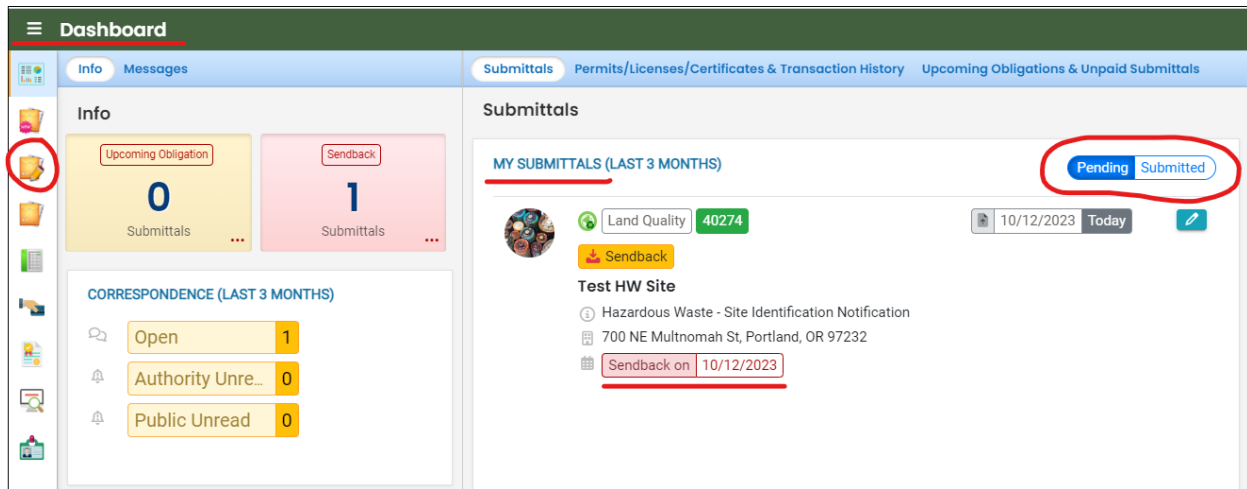 Dashboard
Info Messages
Submittals Permits/Licenses/Certificates & Transaction History Upcoming Obligations & Unpaid Submittals
Info
Upcoming Obligation
0
Submittals
Sendback
1
Submittals
CORRESPONDENCE (LAST 3 MONTHS)
Open 1
Authority Unre... 0
Public Unread 0
Submittals
MY SUBMITTALS (LAST 3 MONTHS)
Pending Submitted
Land Quality 40274
10/12/2023 Today
Sendback
Test HW Site
Hazardous Waste - Site Identification Notification
700 NE Multnomah St, Portland, OR 97232
Sendback on 10/12/2023